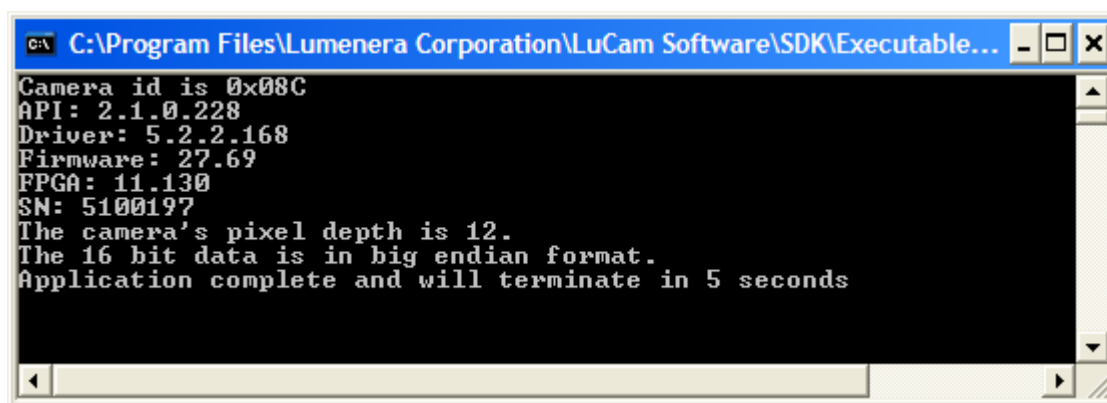 C:\Program Files\Lumenera Corporation\LuCam Software\SDK\Executable...
Camera id is 0x08C
API: 2.1.0.228
Driver: 5.2.2.168
Firmware: 27.69
FPGA: 11.130
SN: 5100197
The camera's pixel depth is 12.
The 16 bit data is in big endian format.
Application complete and will terminate in 5 seconds